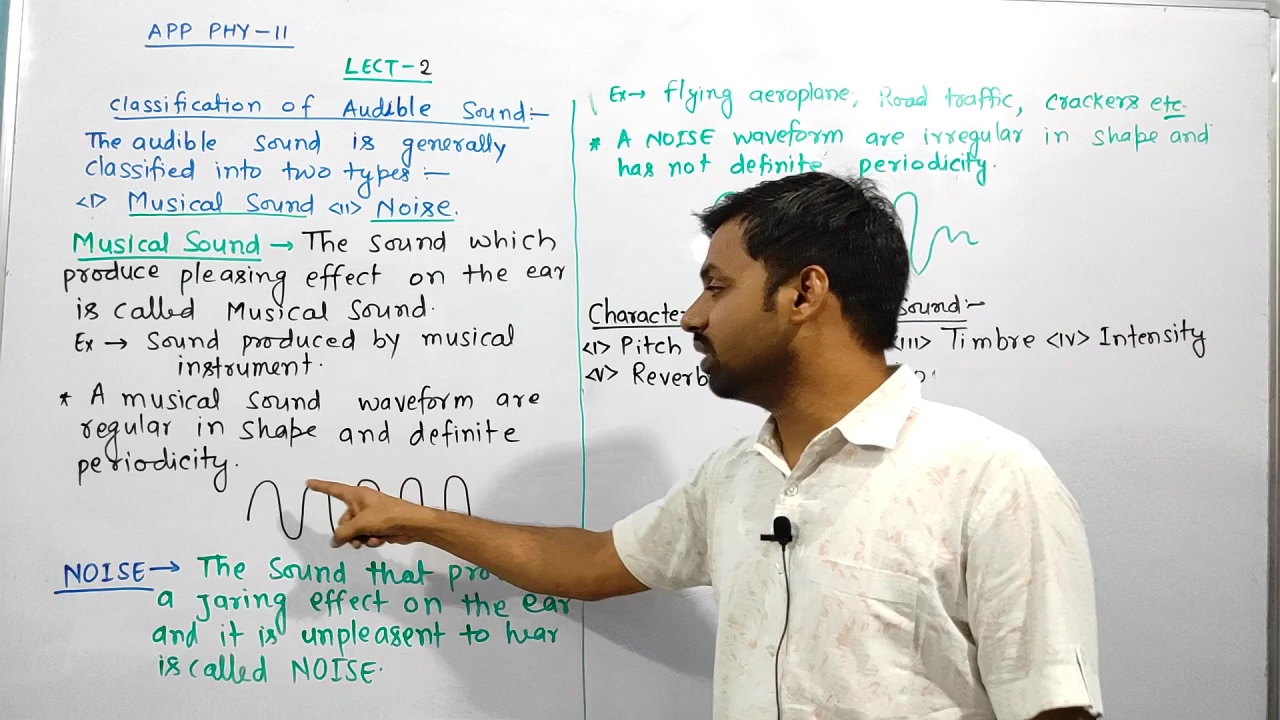 APP PHY-II
LECT-2
Classification of Audible Sound:-
The audible sound is generally
classified into two types:-
<I> Musical Sound <II> Noise.
Musical Sound → The sound which
produce pleasing effect on the ear
is called Musical Sound.
Ex → Sound produced by musical
instrument.
* A musical sound waveform are
regular in shape and definite
periodicity.
NOISE → The Sound that
a Jaring effect on the ear
and it is unpleasent to hear
is called NOISE.
Ex → flying aeroplane, Road traffic, crackers etc.
* A NOISE waveform are irregular in shape and
has not definite periodicity.
Sound:-
<I> Pitch <III> Timbre <IV> Intensity
<V>